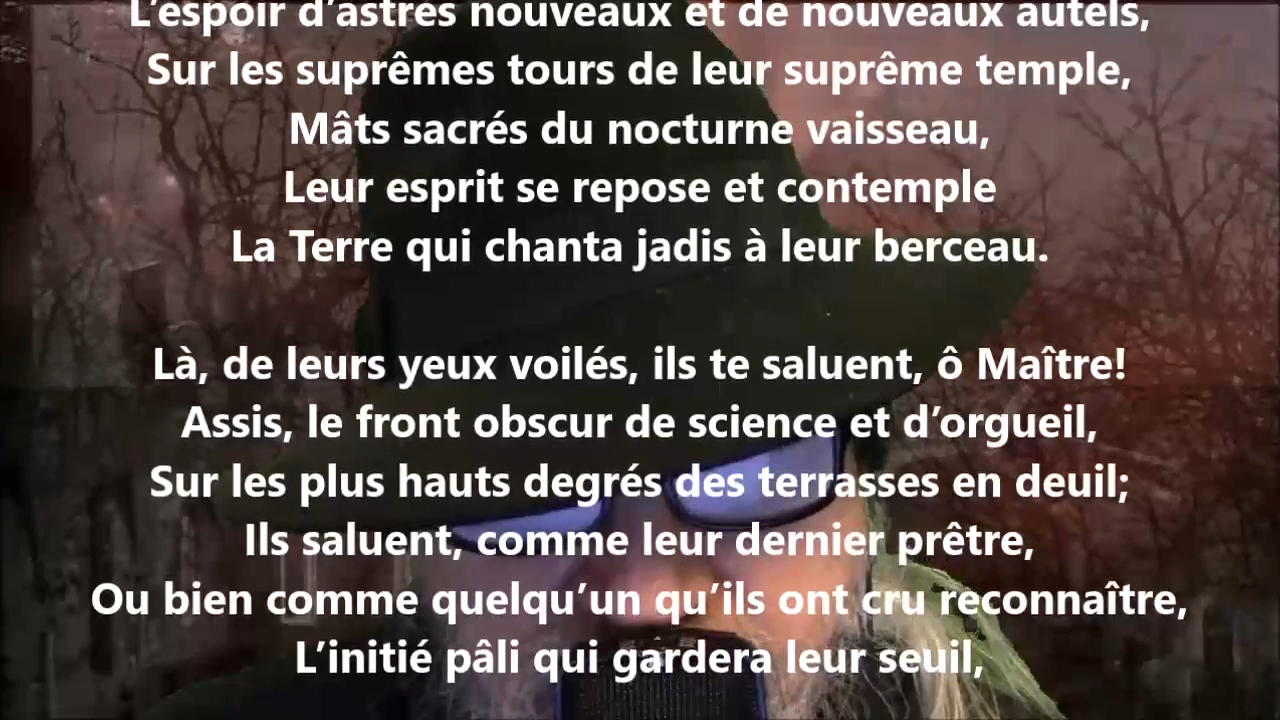 L’espoir d’astres nouveaux et de nouveaux autels,
Sur les suprêmes tours de leur suprême temple,
Mâts sacrés du nocturne vaisseau,
Leur esprit se repose et contemple
La Terre qui chanta jadis à leur berceau.
Là, de leurs yeux voilés, ils te saluent, ô Maître!
Assis, le front obscur de science et d’orgueil,
Sur les plus hauts degrés des terrasses en deuil;
Ils saluent, comme leur dernier prêtre,
Ou bien comme quelqu’un qu’ils ont cru reconnaître,
L’initié pâli qui gardera leur seuil,